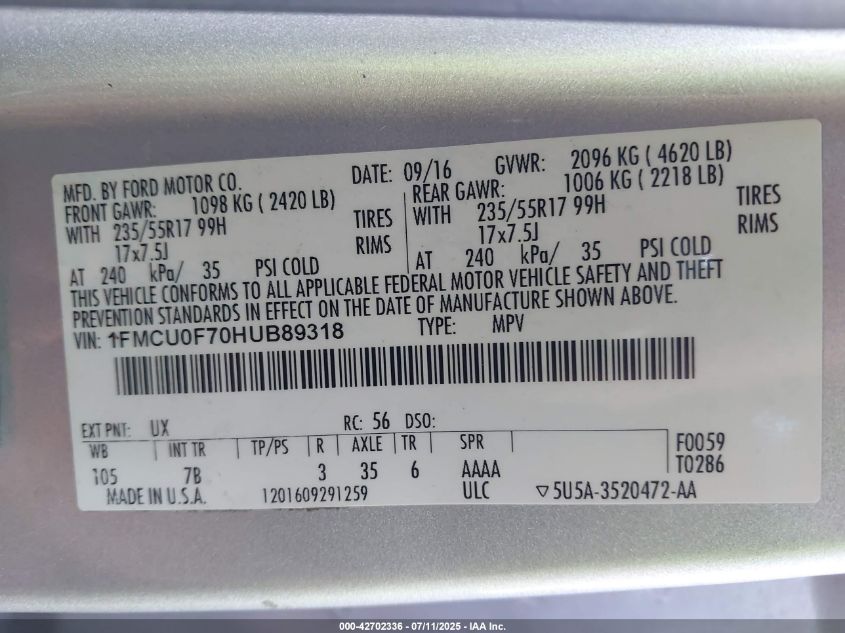 MFD. BY FORD MOTOR CO. DATE: 09/16 GVWR: 2096 KG ( 4620 LB)
FRONT GAWR: 1098 KG ( 2420 LB) REAR GAWR: 1006 KG ( 2218 LB)
WITH 235/55R17 99H TIRES WITH 235/55R17 99H TIRES
17x7.5J RIMS 17x7.5J RIMS
AT 240 kPa/ 35 PSI COLD AT 240 kPa/ 35 PSI COLD
THIS VEHICLE CONFORMS TO ALL APPLICABLE FEDERAL MOTOR VEHICLE SAFETY AND THEFT
PREVENTION STANDARDS IN EFFECT ON THE DATE OF MANUFACTURE SHOWN ABOVE.
VIN: 1FMCU0F70HUB89318 TYPE: MPV
EXT PNT: UX RC: 56 DSO:
WB INT TR TP/PS R AXLE TR SPR F0059
105 7B 3 35 6 AAAA T0286
MADE IN U.S.A. 1201609291259 ULC ▽5U5A-3520472-AA
000-42702336 - 07/11/2025 - IAA Inc.